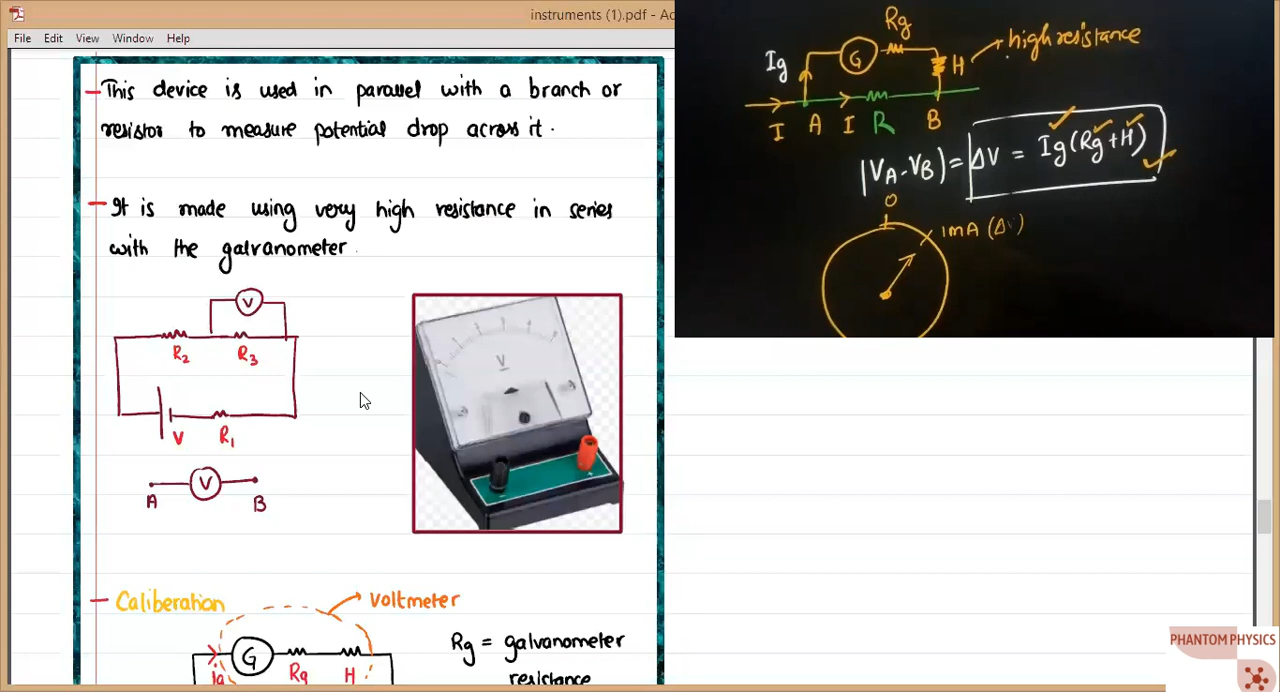 instruments (1).pdf - Ac
File Edit View Window Help
This device is used in parallel with a branch or
resistor to measure potential drop across it.
It is made using very high resistance in series
with the galvanometer
V
R2 R3
V R1
V
A B
V
Caliberation
Voltmeter
G
Rg H
Ig
Rg = galvanometer
resistance
Rg
Ig G H high resistance
I A I R B
|VA-VB| = ΔV = Ig(Rg+H)
0
1mA (ΔV)
PHANTOM PHYSICS